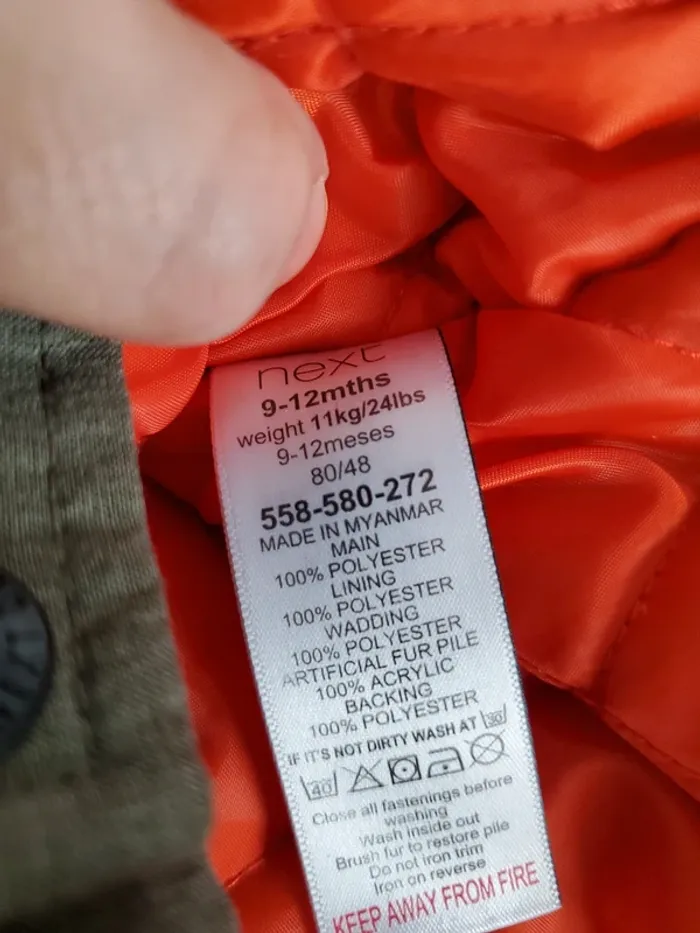 next
9-12mths
weight 11kg/24lbs
9-12meses
80/48
558-580-272
MADE IN MYANMAR
MAIN
100% POLYESTER
LINING
100% POLYESTER
WADDING
100% POLYESTER
ARTIFICIAL FUR PILE
100% ACRYLIC
BACKING
100% POLYESTER
IF IT'S NOT DIRTY WASH AT 30
40
Close all fastenings before
washing
Wash inside out
Brush fur to restore pile
Do not iron trim
Iron on reverse
KEEP AWAY FROM FIRE